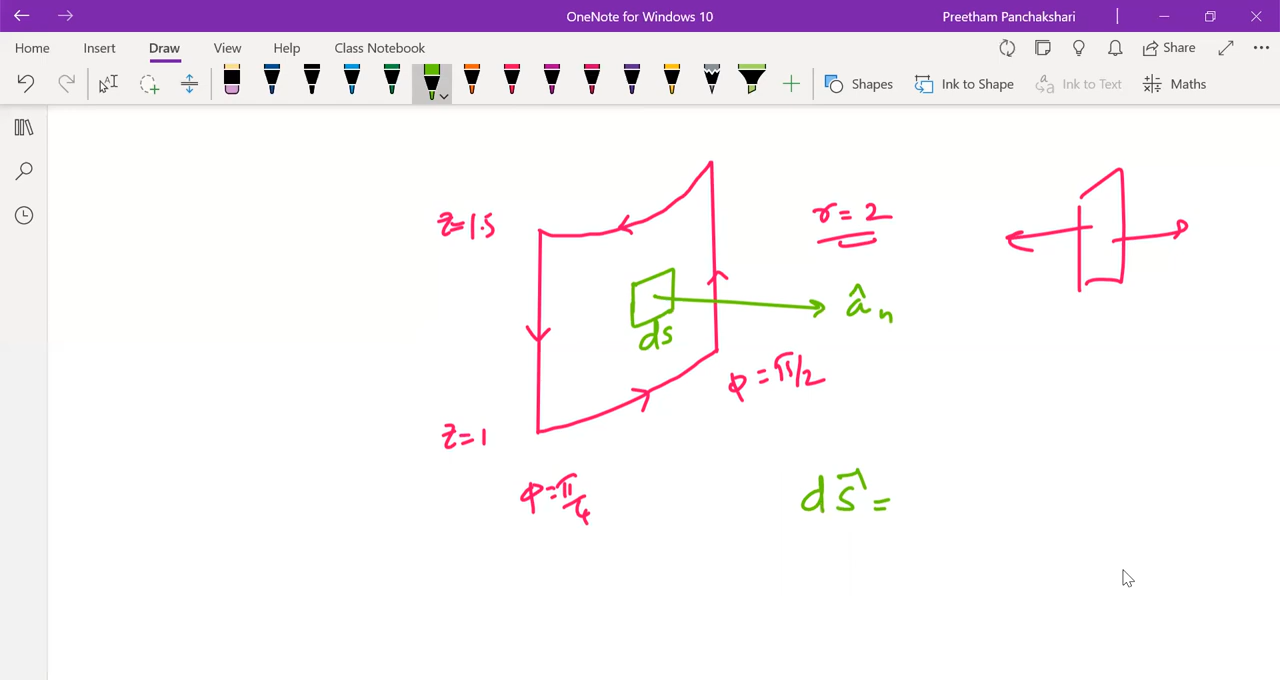 OneNote for Windows 10
Preetham Panchakshari
Home Insert Draw View Help Class Notebook
Share
Shapes
Ink to Shape
Ink to Text
Maths
z=1.5
r=2
ds
â n
φ=π/2
z=1
φ=π/4
ds⃗ =